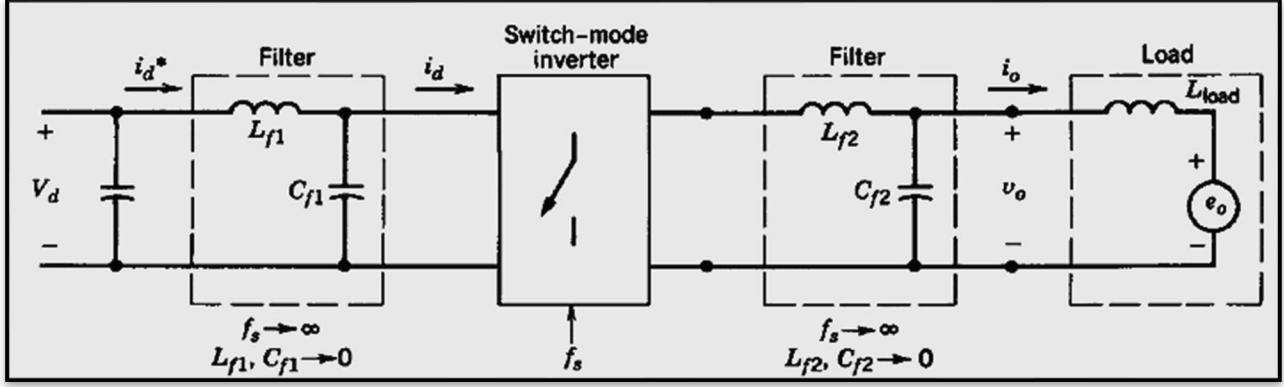 Switch-mode
inverter
Filter
Filter
Load
i_d*
i_d
i_o
L_load
+
L_f1
L_f2
+
+
V_d
C_f1
C_f2
v_o
e_o
−
−
−
f_s→∞
L_f1, C_f1→0
f_s
f_s→∞
L_f2, C_f2→0